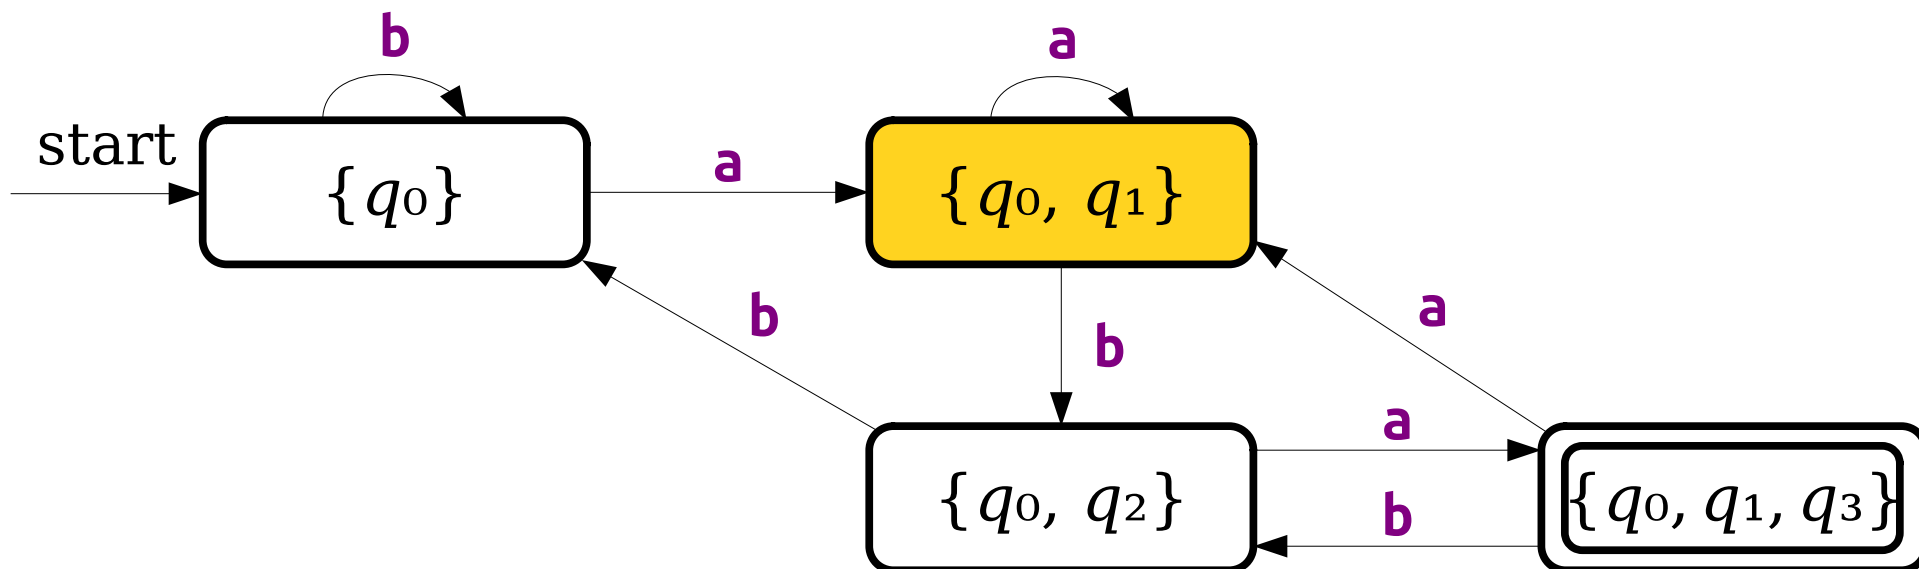 b
a
start
{q₀}
a
{q₀, q₁}
b
b
a
a
{q₀, q₂}
b
{q₀, q₁, q₃}